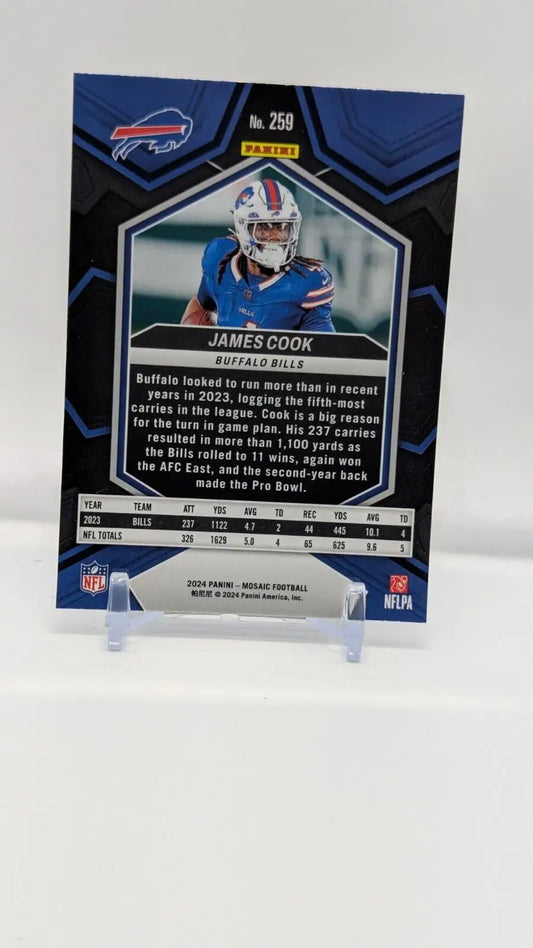 No. 259
PANINI
BILLS
JAMES COOK
BUFFALO BILLS
Buffalo looked to run more than in recent
years in 2023, logging the fifth-most
carries in the league. Cook is a big reason
for the turn in game plan. His 237 carries
resulted in more than 1,100 yards as
the Bills rolled to 11 wins, again won
the AFC East, and the second-year back
made the Pro Bowl.
YEAR TEAM ATT YDS AVG TD REC YDS AVG TD
2023 BILLS 237 1122 4.7 2 44 445 10.1 4
NFL TOTALS 326 1629 5.0 4 65 625 9.6 5
NFL
2024 PANINI – MOSAIC FOOTBALL
帕尼尼 © 2024 Panini America, Inc.
NFLPA